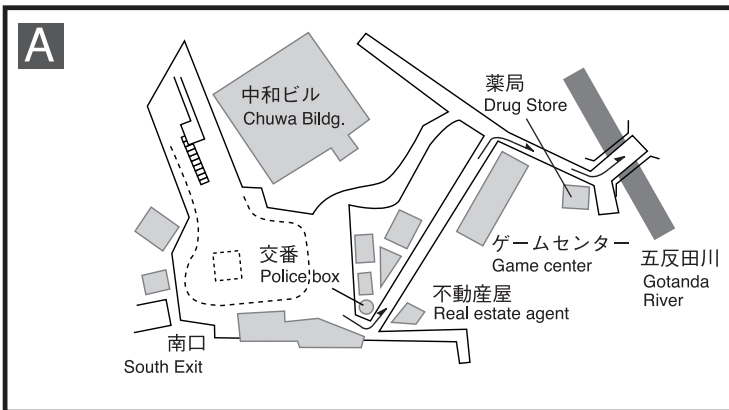 A
中和ビル
Chuwa Bildg.
薬局
Drug Store
交番
Police box
ゲームセンター
Game center
五反田川
Gotanda
River
不動産屋
Real estate agent
南口
South Exit